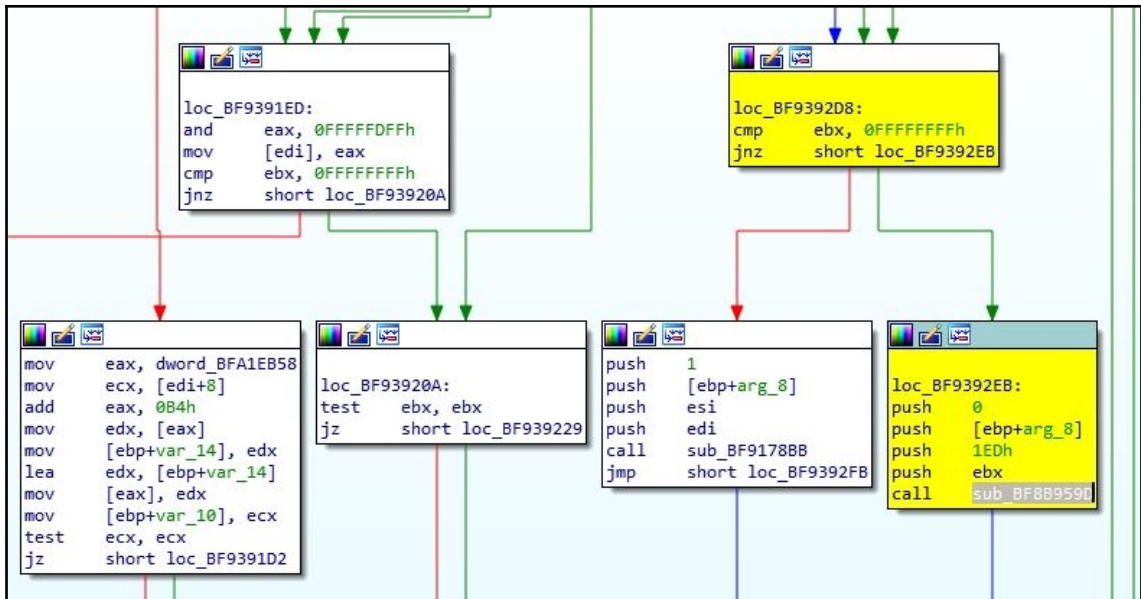 loc_BF9391ED:
and eax, 0FFFFFDFFh
mov [edi], eax
cmp ebx, 0FFFFFFFFh
jnz short loc_BF93920A
loc_BF9392D8:
cmp ebx, 0FFFFFFFFh
jnz short loc_BF9392EB
mov eax, dword_BFA1EB58
mov ecx, [edi+8]
add eax, 0B4h
mov edx, [eax]
mov [ebp+var_14], edx
lea edx, [ebp+var_14]
mov [eax], edx
mov [ebp+var_10], ecx
test ecx, ecx
jz short loc_BF9391D2
loc_BF93920A:
test ebx, ebx
jz short loc_BF939229
push 1
push [ebp+arg_8]
push esi
push edi
call sub_BF9178BB
jmp short loc_BF9392FB
loc_BF9392EB:
push 0
push [ebp+arg_8]
push 1EDh
push ebx
call sub_BF8B959D